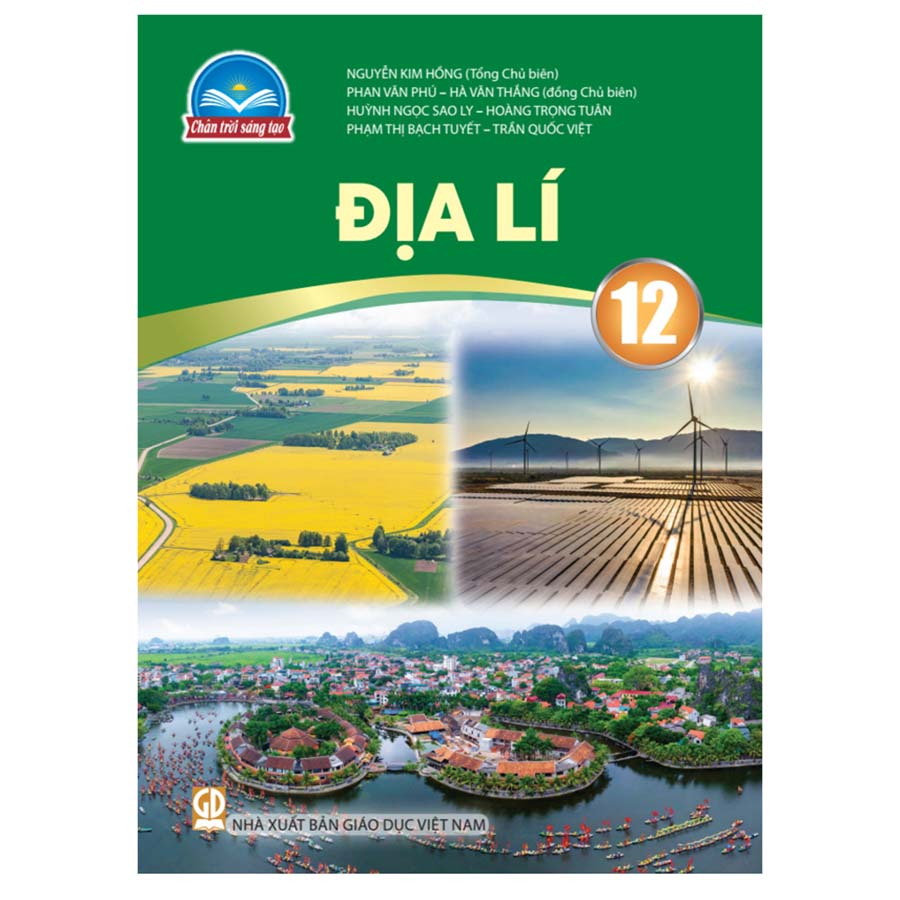 Chân trời sáng tạo
NGUYỄN KIM HỒNG (Tổng Chủ biên)
PHAN VĂN PHÚ – HÀ VĂN THẮNG (đồng Chủ biên)
HUỲNH NGỌC SAO LY – HOÀNG TRỌNG TUÂN
PHẠM THỊ BẠCH TUYẾT – TRẦN QUỐC VIỆT
ĐỊA LÍ
12
GD
NHÀ XUẤT BẢN GIÁO DỤC VIỆT NAM